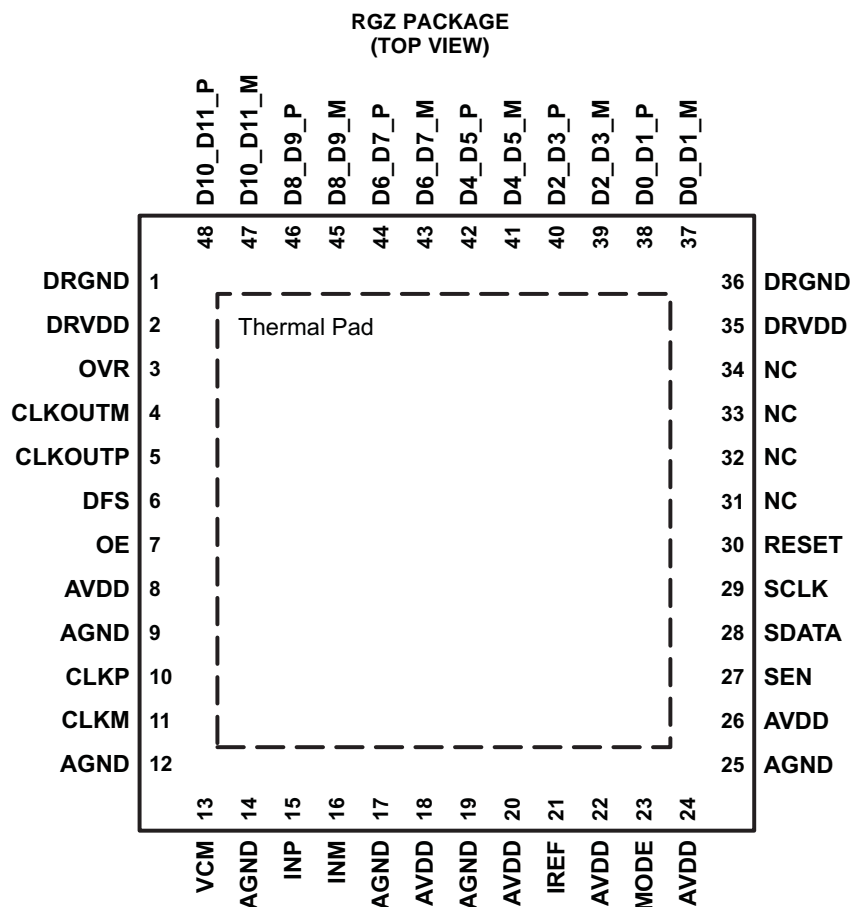 RGZ PACKAGE
(TOP VIEW)
D10_D11_P
D10_D11_M
D8_D9_P
D8_D9_M
D6_D7_P
D6_D7_M
D4_D5_P
D4_D5_M
D2_D3_P
D2_D3_M
D0_D1_P
D0_D1_M
48 47 46 45 44 43 42 41 40 39 38 37
DRGND 1
DRVDD 2
OVR 3
CLKOUTM 4
CLKOUTP 5
DFS 6
OE 7
AVDD 8
AGND 9
CLKP 10
CLKM 11
AGND 12
Thermal Pad
36 DRGND
35 DRVDD
34 NC
33 NC
32 NC
31 NC
30 RESET
29 SCLK
28 SDATA
27 SEN
26 AVDD
25 AGND
13 14 15 16 17 18 19 20 21 22 23 24
VCM
AGND
INP
INM
AGND
AVDD
AGND
AVDD
IREF
AVDD
MODE
AVDD